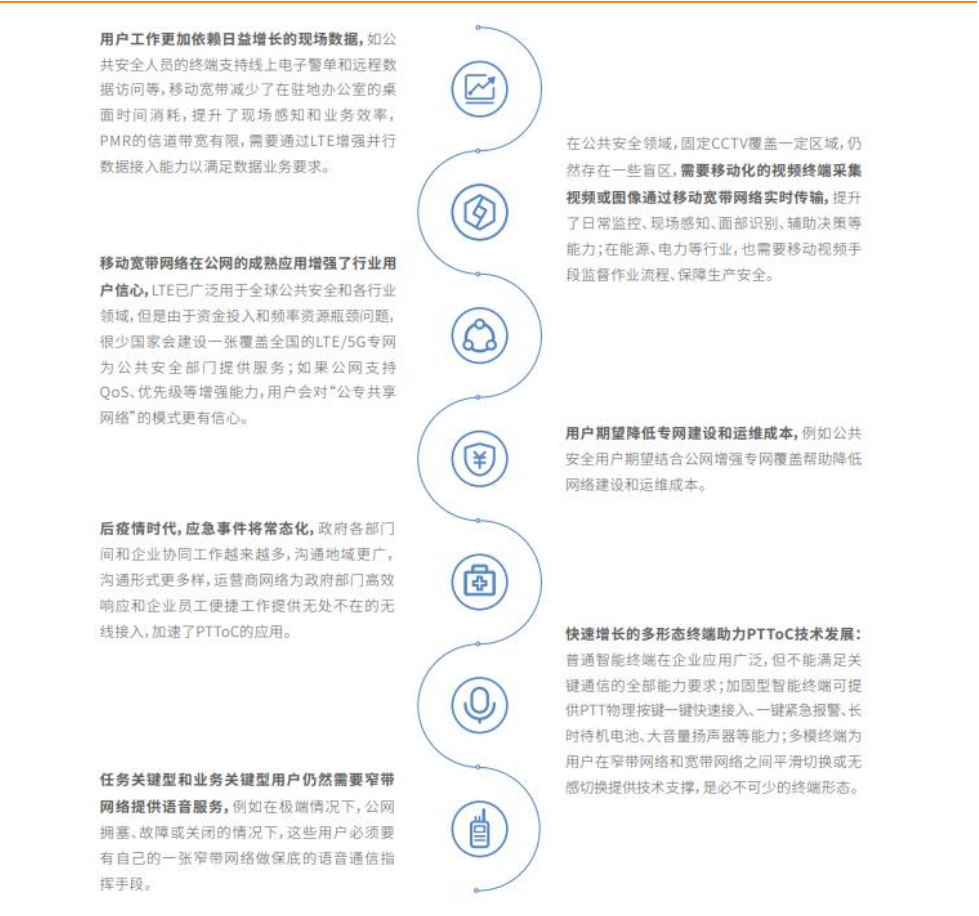 用户工作更加依赖日益增长的现场数据，如公
共安全人员的终端支持线上电子警单和远程数
据访问等，移动宽带减少了在驻地办公室的桌
面时间消耗，提升了现场感知和业务效率，
PMR的信道带宽有限，需要通过LTE增强并行
数据接入能力以满足数据业务要求。
在公共安全领域，固定CCTV覆盖一定区域，仍
然存在一些盲区，需要移动化的视频终端采集
视频或图像通过移动宽带网络实时传输，提升
了日常监控、现场感知、面部识别、辅助决策等
能力；在能源、电力等行业，也需要移动视频手
段监督作业流程、保障生产安全。
移动宽带网络在公网的成熟应用增强了行业用
户信心，LTE已广泛用于全球公共安全和各行业
领域，但是由于资金投入和频率资源瓶颈问题，
很少国家会建设一张覆盖全国的LTE/5G专网
为公共安全部门提供服务；如果公网支持
QoS、优先级等增强能力，用户会对“公专共享
网络”的模式更有信心。
用户期望降低专网建设和运维成本，例如公共
安全用户期望结合公网增强专网覆盖帮助降低
网络建设和运维成本。
后疫情时代，应急事件将常态化，政府各部门
间和企业协同工作越来越多，沟通地域更广，
沟通形式更多样，运营商网络为政府部门高效
响应和企业员工便捷工作提供无处不在的无
线接入，加速了PTToC的应用。
快速增长的多形态终端助力PTToC技术发展：
普通智能终端在企业应用广泛，但不能满足关
键通信的全部能力要求；加固型智能终端可提
供PTT物理按键一键快速接入、一键紧急报警、长
时待机电池、大音量扬声器等能力；多模终端为
用户在窄带网络和宽带网络之间平滑切换或无
感切换提供技术支撑，是必不可少的终端形态。
任务关键型和业务关键型用户仍然需要窄带
网络提供语音服务，例如在极端情况下，公网
拥塞、故障或关闭的情况下，这些用户必须要
有自己的一张窄带网络做保底的语音通信指
挥手段。